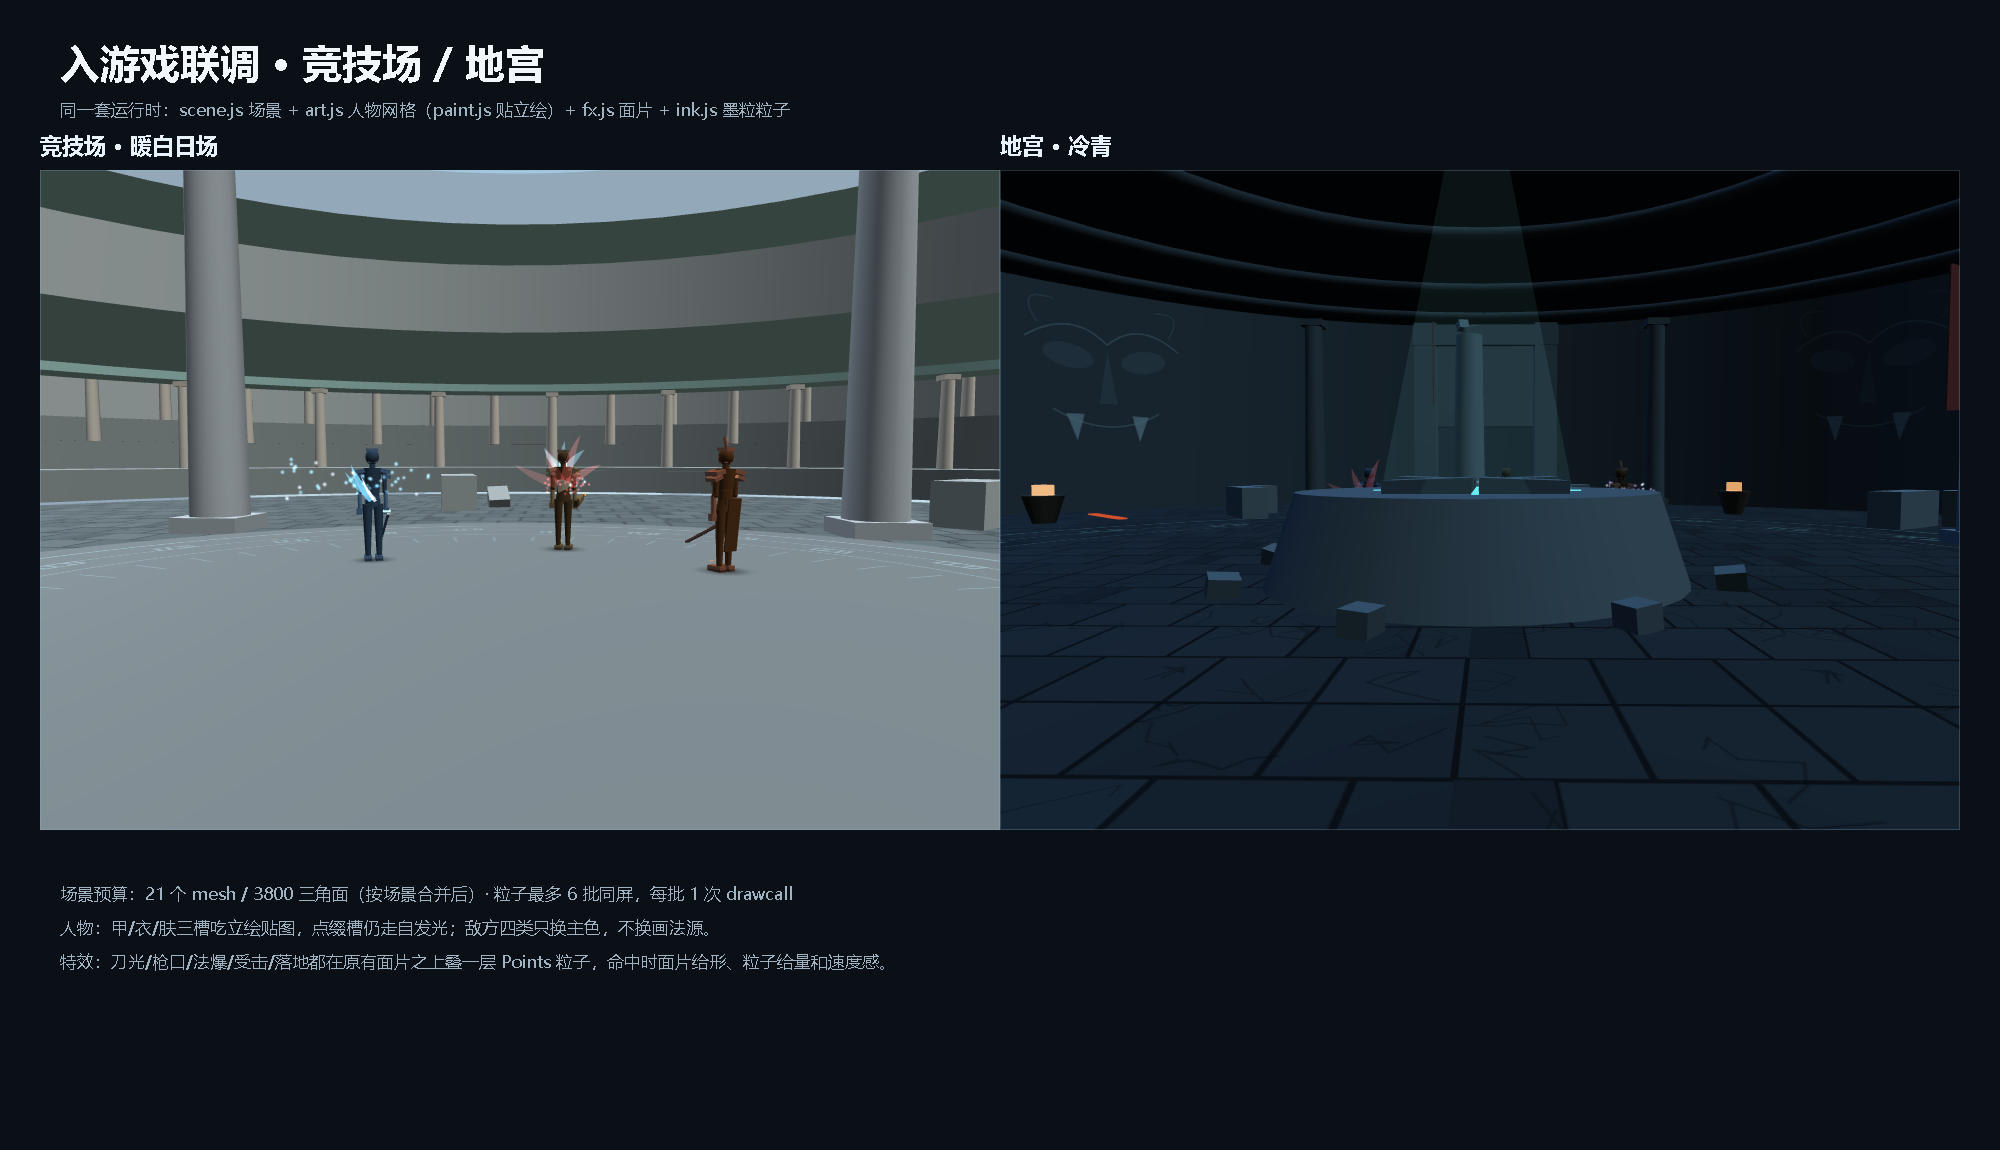 入游戏联调 • 竞技场 / 地宫
同一套运行时：scene.js 场景 + art.js 人物网格（paint.js 贴立绘）+ fx.js 面片 + ink.js 墨粒粒子
竞技场 • 暖白日场
地宫 • 冷青
场景预算：21 个 mesh / 3800 三角面（按场景合并后）· 粒子最多 6 批同屏，每批 1 次 drawcall
人物：甲/衣/肤三槽吃立绘贴图，点缀槽仍走自发光；敌方四类只换主色，不换画法源。
特效：刀光/枪口/法爆/受击/落地都在原有面片之上叠一层 Points 粒子，命中时面片给形、粒子给量和速度感。